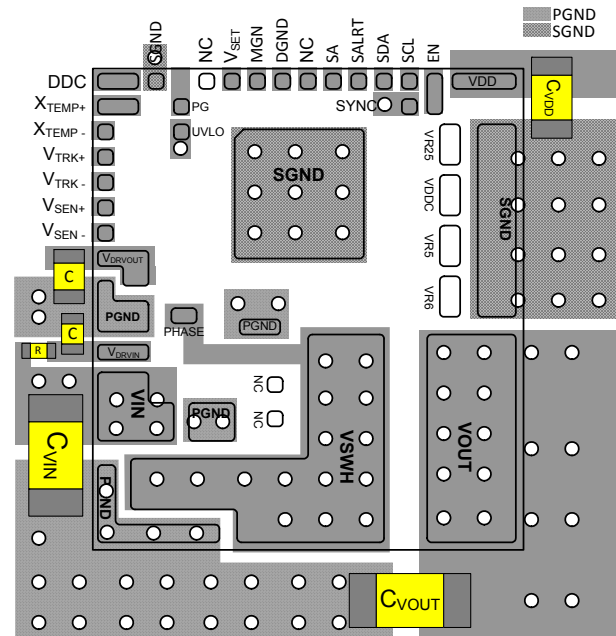 PGND
SGND
SGND
NC
VSET
MGN
DGND
NC
SA
SALRT
SDA
SCL
EN
DDC
VDD
CVDD
XTEMP+
PG
SYNC
XTEMP -
UVLO
VTRK+
VTRK -
VSEN+
VSEN -
SGND
VR25
VDDC
VR5
VR6
SGND
VDRVOUT
C
PGND
PHASE
PGND
C
R
VDRVIN
VIN
PGND
NC
NC
VSWH
VOUT
CVIN
PGND
CVOUT